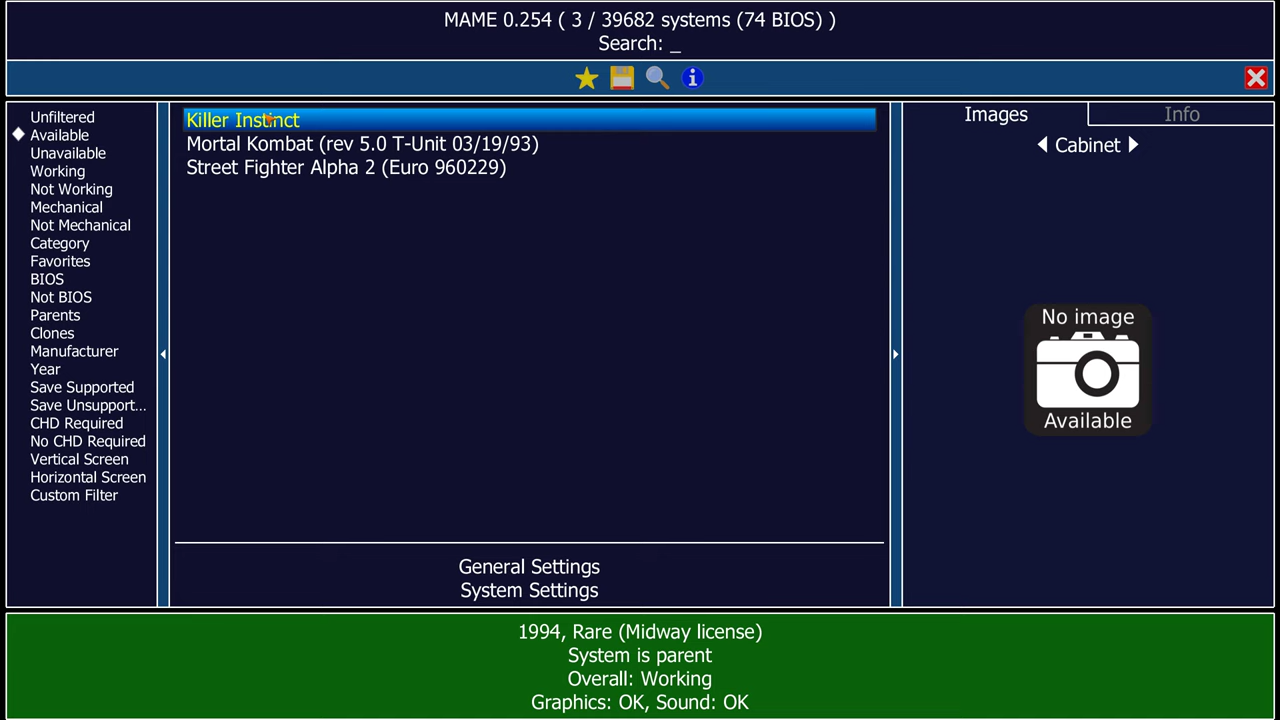 MAME 0.254 ( 3 / 39682 systems (74 BIOS) )
Search: _
Unfiltered
Available
Unavailable
Working
Not Working
Mechanical
Not Mechanical
Category
Favorites
BIOS
Not BIOS
Parents
Clones
Manufacturer
Year
Save Supported
Save Unsupport...
CHD Required
No CHD Required
Vertical Screen
Horizontal Screen
Custom Filter
Killer Instinct
Mortal Kombat (rev 5.0 T-Unit 03/19/93)
Street Fighter Alpha 2 (Euro 960229)
General Settings
System Settings
Images
Info
Cabinet
No image
Available
1994, Rare (Midway license)
System is parent
Overall: Working
Graphics: OK, Sound: OK